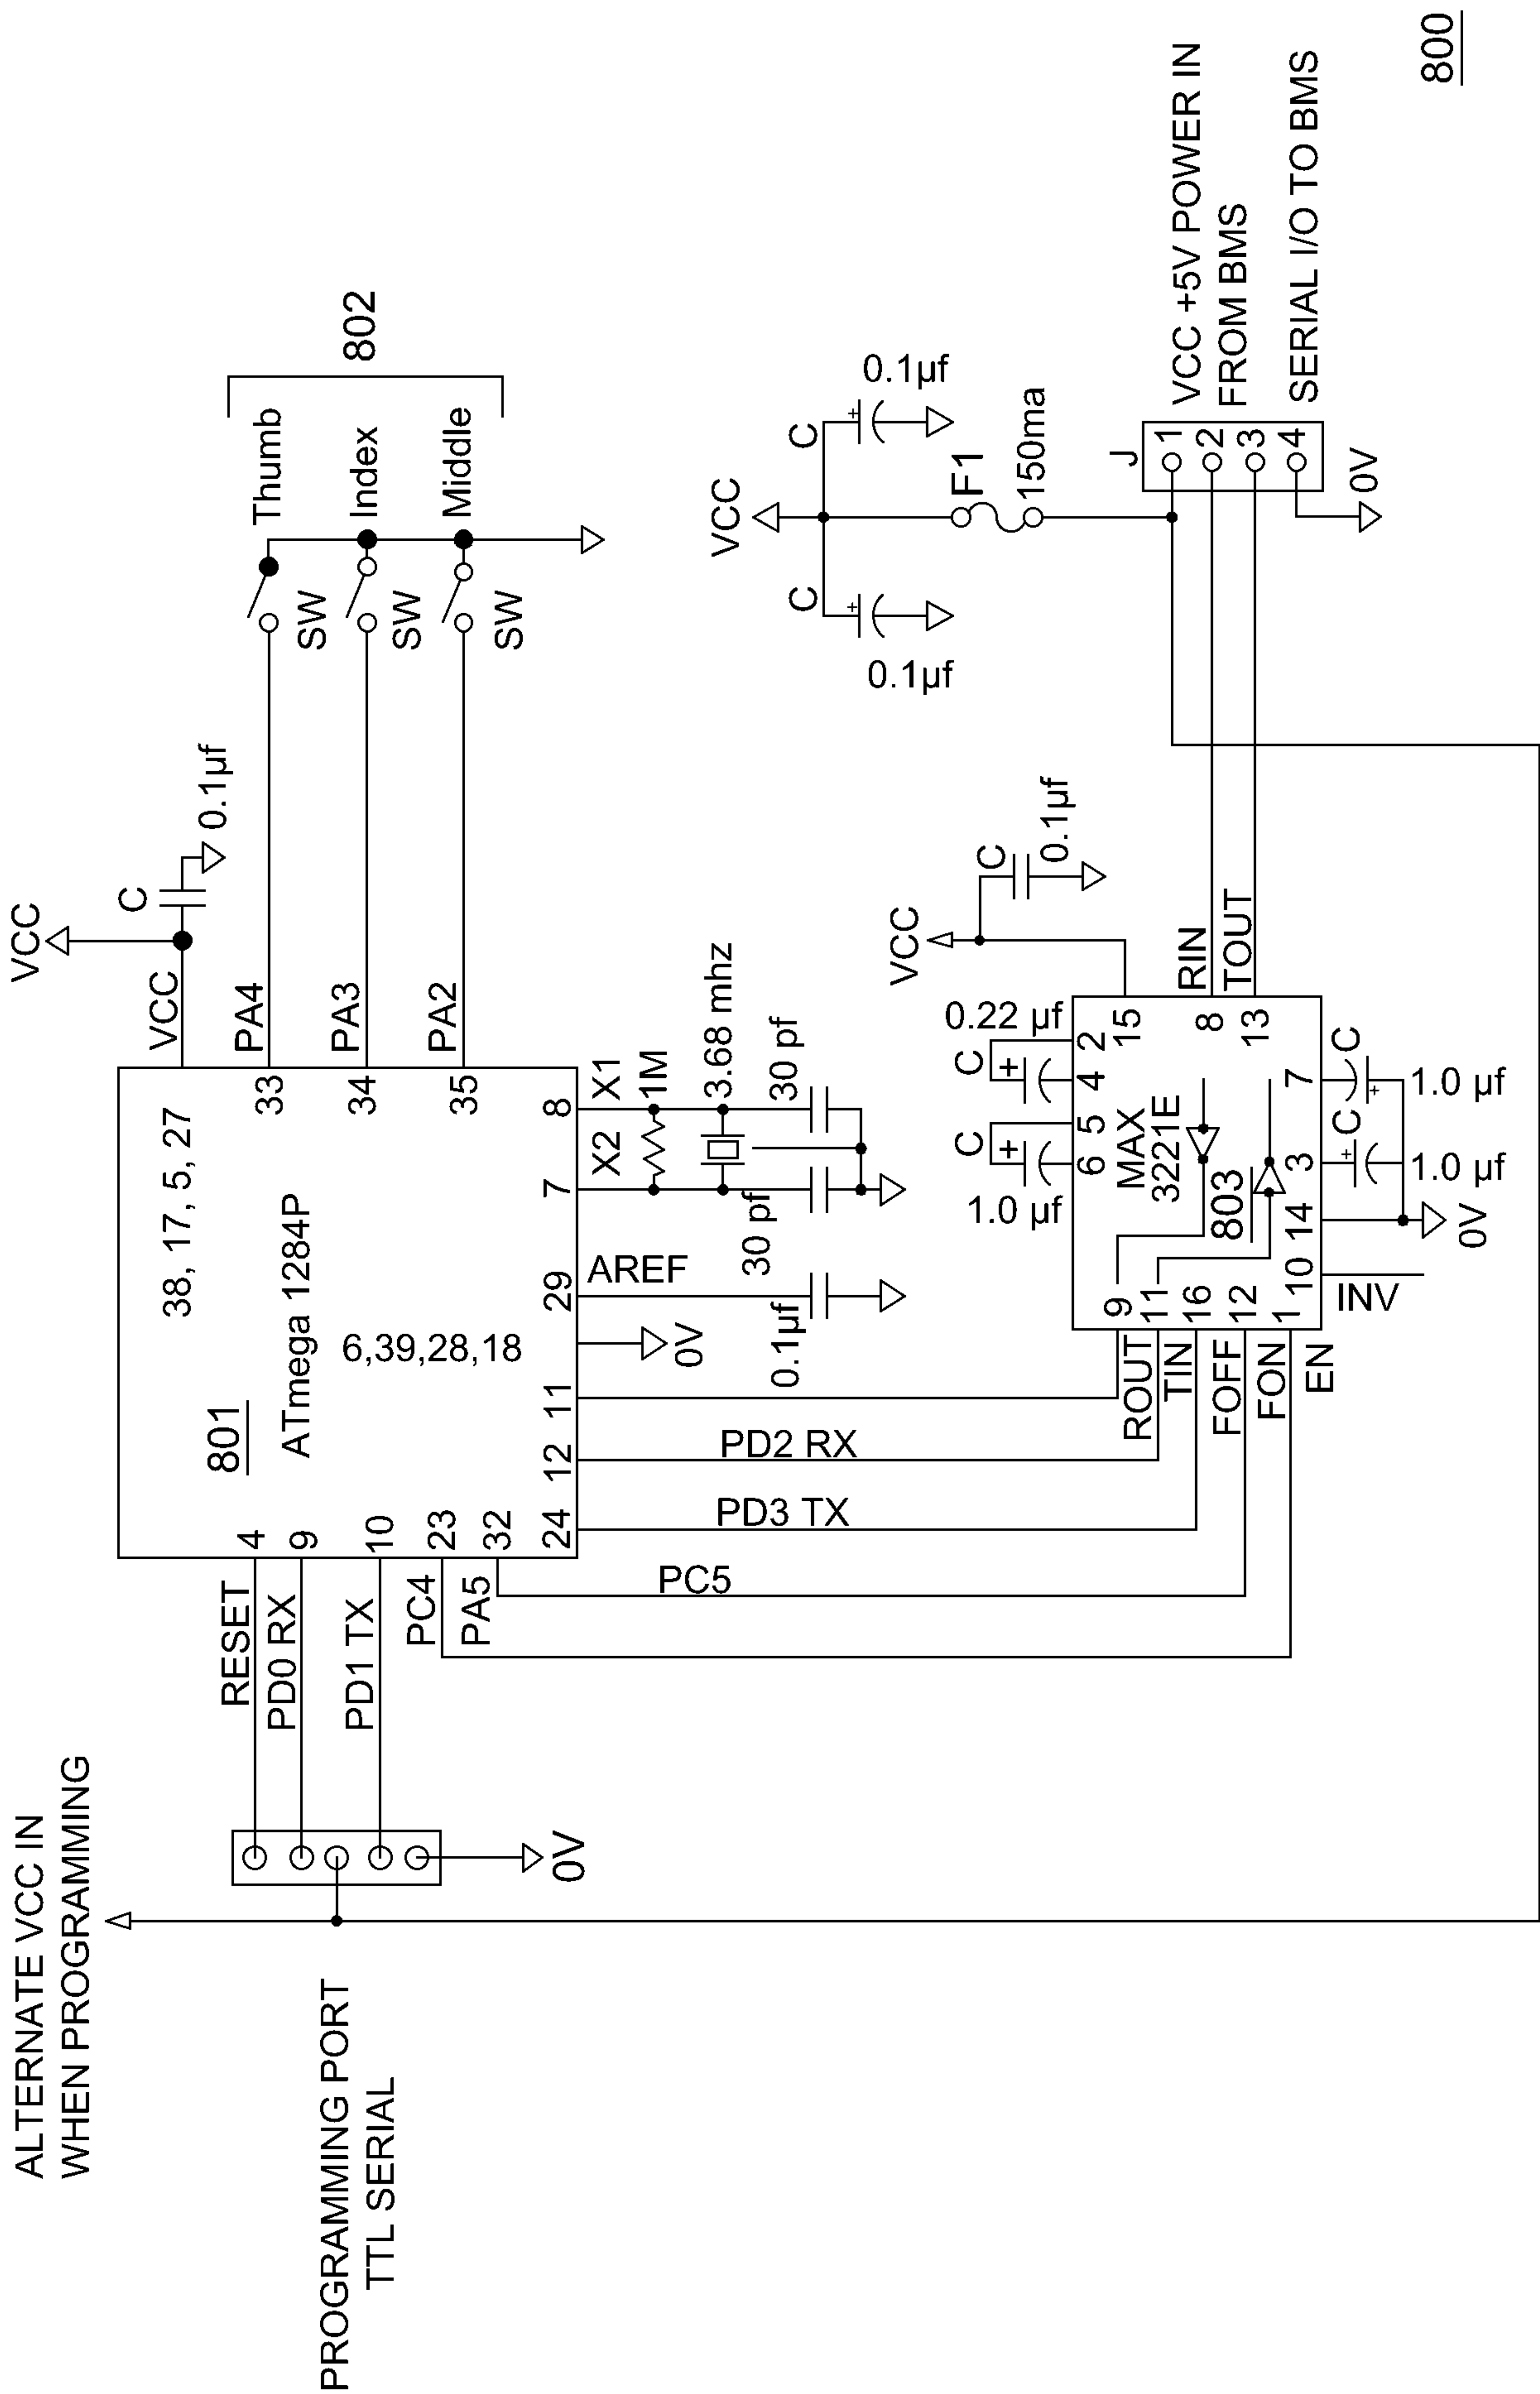 ALTERNATE VCC IN
WHEN PROGRAMMING
PROGRAMMING PORT
TTL SERIAL
0V
RESET
PD0 RX
PD1 TX
PC4
PA5
4
9
10
23
32
24
801
ATmega 1284P
38, 17, 5, 27
6,39,28,18
12
11
29
7
8
33
34
35
VCC
VCC
C
0.1µf
PA4
PA3
PA2
SW
SW
SW
Thumb
Index
Middle
802
X2
X1
1M
3.68 mhz
30 pf
30 pf
AREF
0.1µf
0V
PD2 RX
PD3 TX
PC5
ROUT
TIN
FOFF
FON
EN
9
11
16
12
1
10
14
3
7
6
5
4
2
15
8
13
MAX
3221E
803
INV
0V
C
1.0 µf
C
0.22 µf
C
1.0 µf
C
1.0 µf
VCC
C
0.1µf
RIN
TOUT
VCC
C
0.1µf
C
0.1µf
F1
150ma
J
1
2
3
4
0V
VCC +5V POWER IN
FROM BMS
SERIAL I/O TO BMS
800